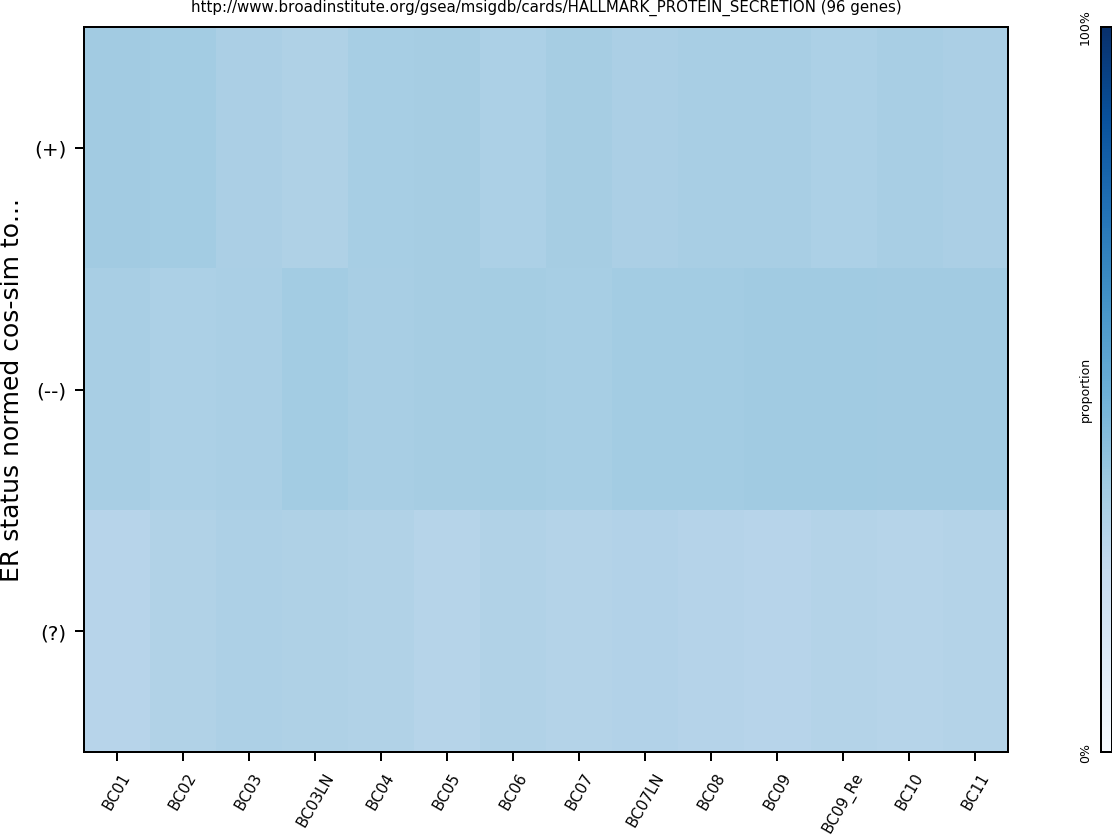 http://www.broadinstitute.org/gsea/msigdb/cards/HALLMARK_PROTEIN_SECRETION (96 genes)
ER status normed cos-sim to...
(+)
(--)
(?)
BC01
BC02
BC03
BC03LN
BC04
BC05
BC06
BC07
BC07LN
BC08
BC09
BC09_Re
BC10
BC11
100%
proportion
0%